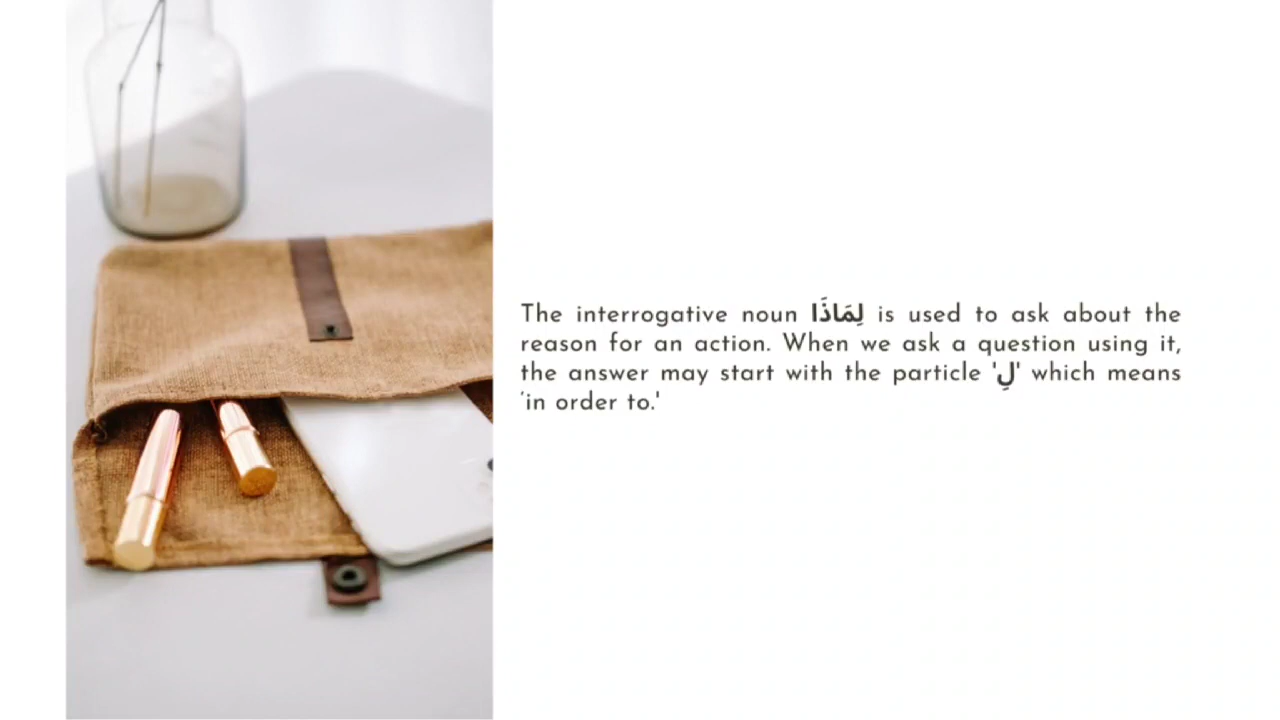 The interrogative noun لِمَاذَا is used to ask about the
reason for an action. When we ask a question using it,
the answer may start with the particle 'لِ' which means
'in order to.'